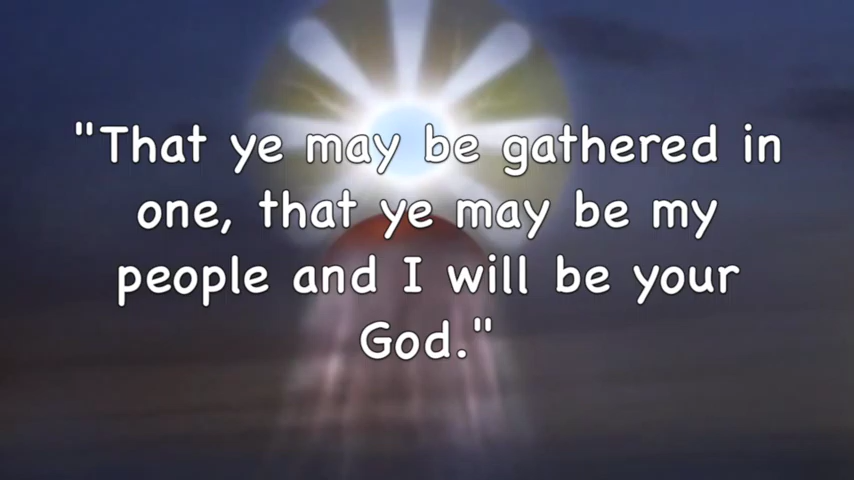 "That ye may be gathered in
one, that ye may be my
people and I will be your
God."